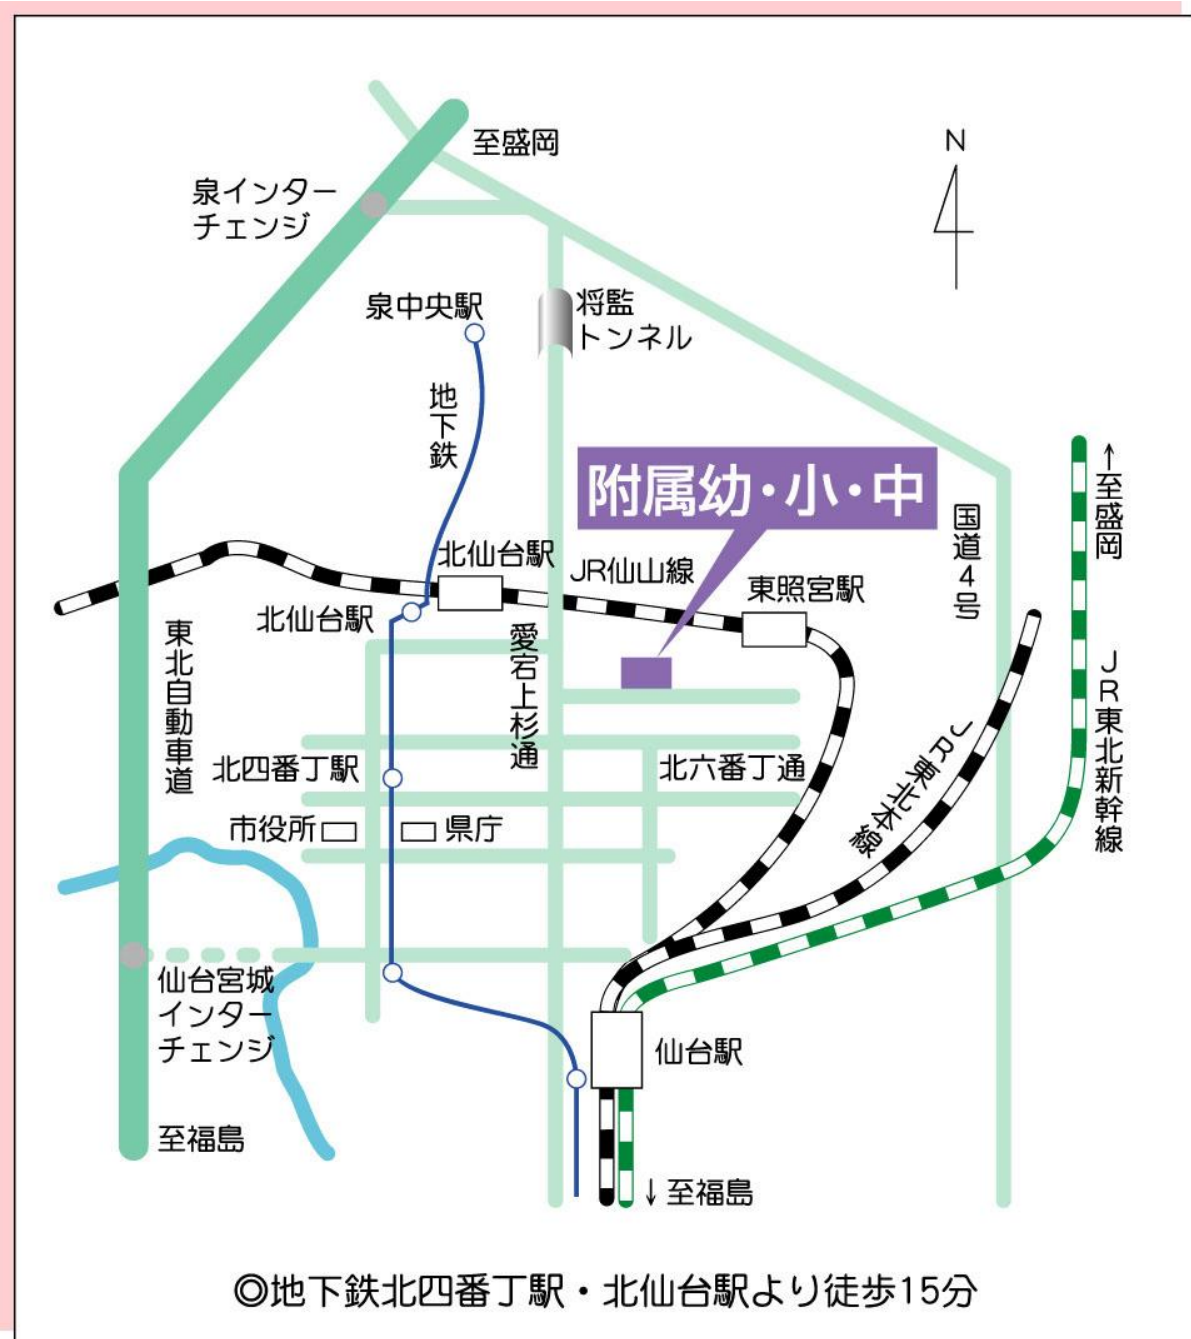 至盛岡
N
泉インター
チェンジ
泉中央駅
将監
トンネル
地下鉄
附属幼・小・中
↑至盛岡
国道4号
北仙台駅
JR仙山線
東照宮駅
北仙台駅
東北自動車道
愛宕上杉通
JR東北新幹線
JR東北本線
北四番丁駅
北六番丁通
市役所
県庁
仙台宮城
インター
チェンジ
仙台駅
至福島
↓至福島
◎地下鉄北四番丁駅・北仙台駅より徒歩15分